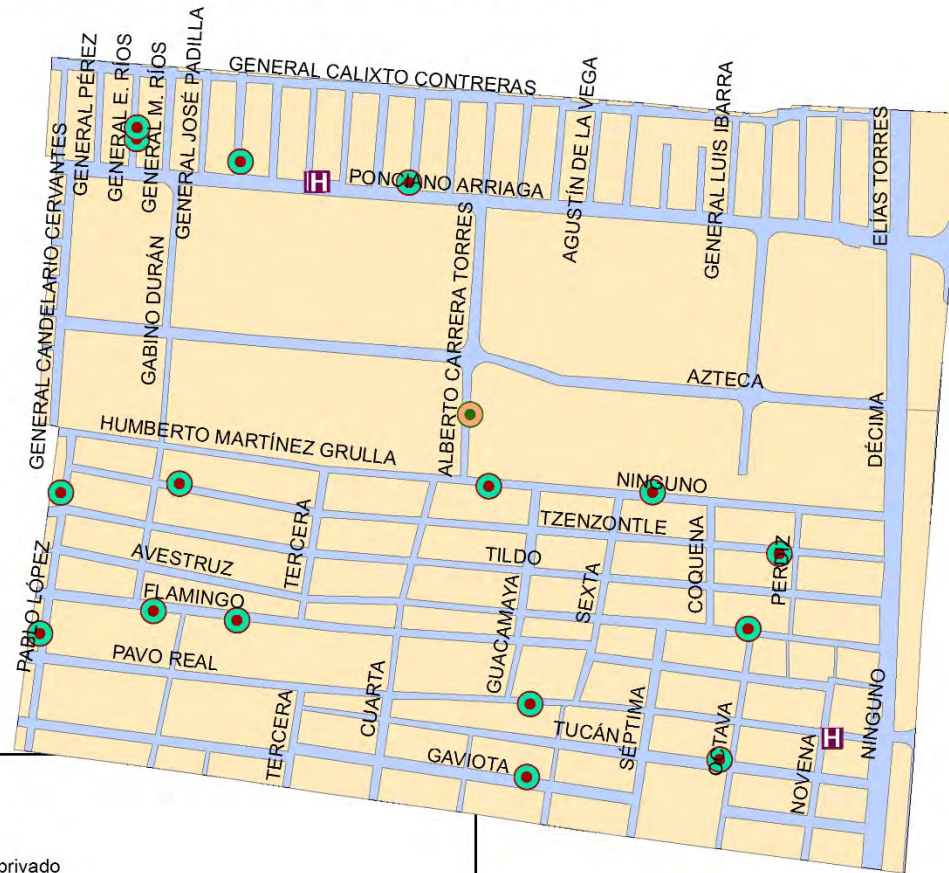 GENERAL CALIXTO CONTRERAS
GENERAL PÉREZ
GENERAL E. RÍOS
GENERAL M. RÍOS
GENERAL JOSÉ PADILLA
AGUSTÍN DE LA VEGA
GENERAL LUIS IBARRA
ELÍAS TORRES
GENERAL CANDELARIO CERVANTES
H
PONCIANO ARRIAGA
GABINO DURÁN
ALBERTO CARRERA TORRES
AZTECA
DÉCIMA
HUMBERTO MARTÍNEZ GRULLA
NINGUNO
TERCERA
TZENZONTLE
TILDO
COQUENA
PERDIZ
AVESTRUZ
FLAMINGO
PABLO LÓPEZ
GUACAMAYA
SEXTA
PAVO REAL
TERCERA
CUARTA
TUCÁN
SÉPTIMA
OCTAVA
NOVENA
H
NINGUNO
GAVIOTA
privado